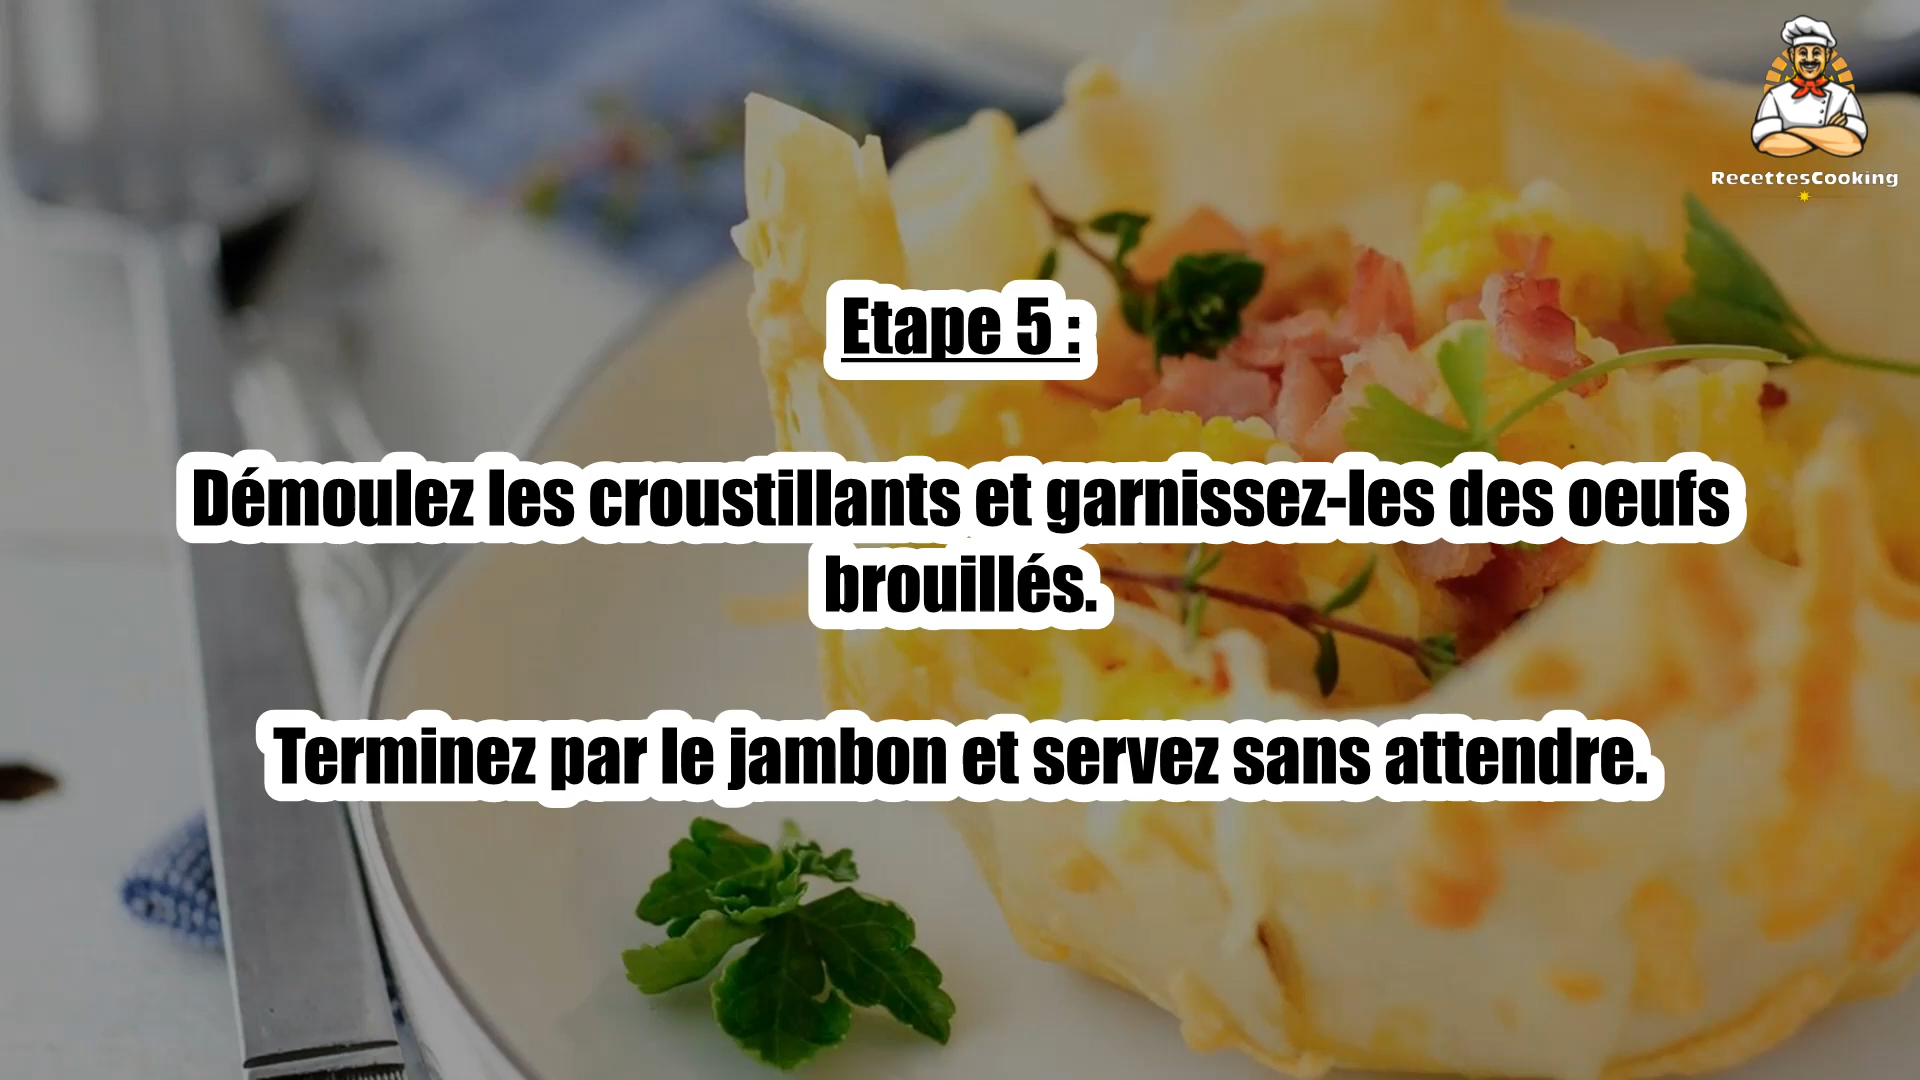 RecettesCooking
Etape 5 :
Démoulez les croustillants et garnissez-les des oeufs
brouillés.
Terminez par le jambon et servez sans attendre.